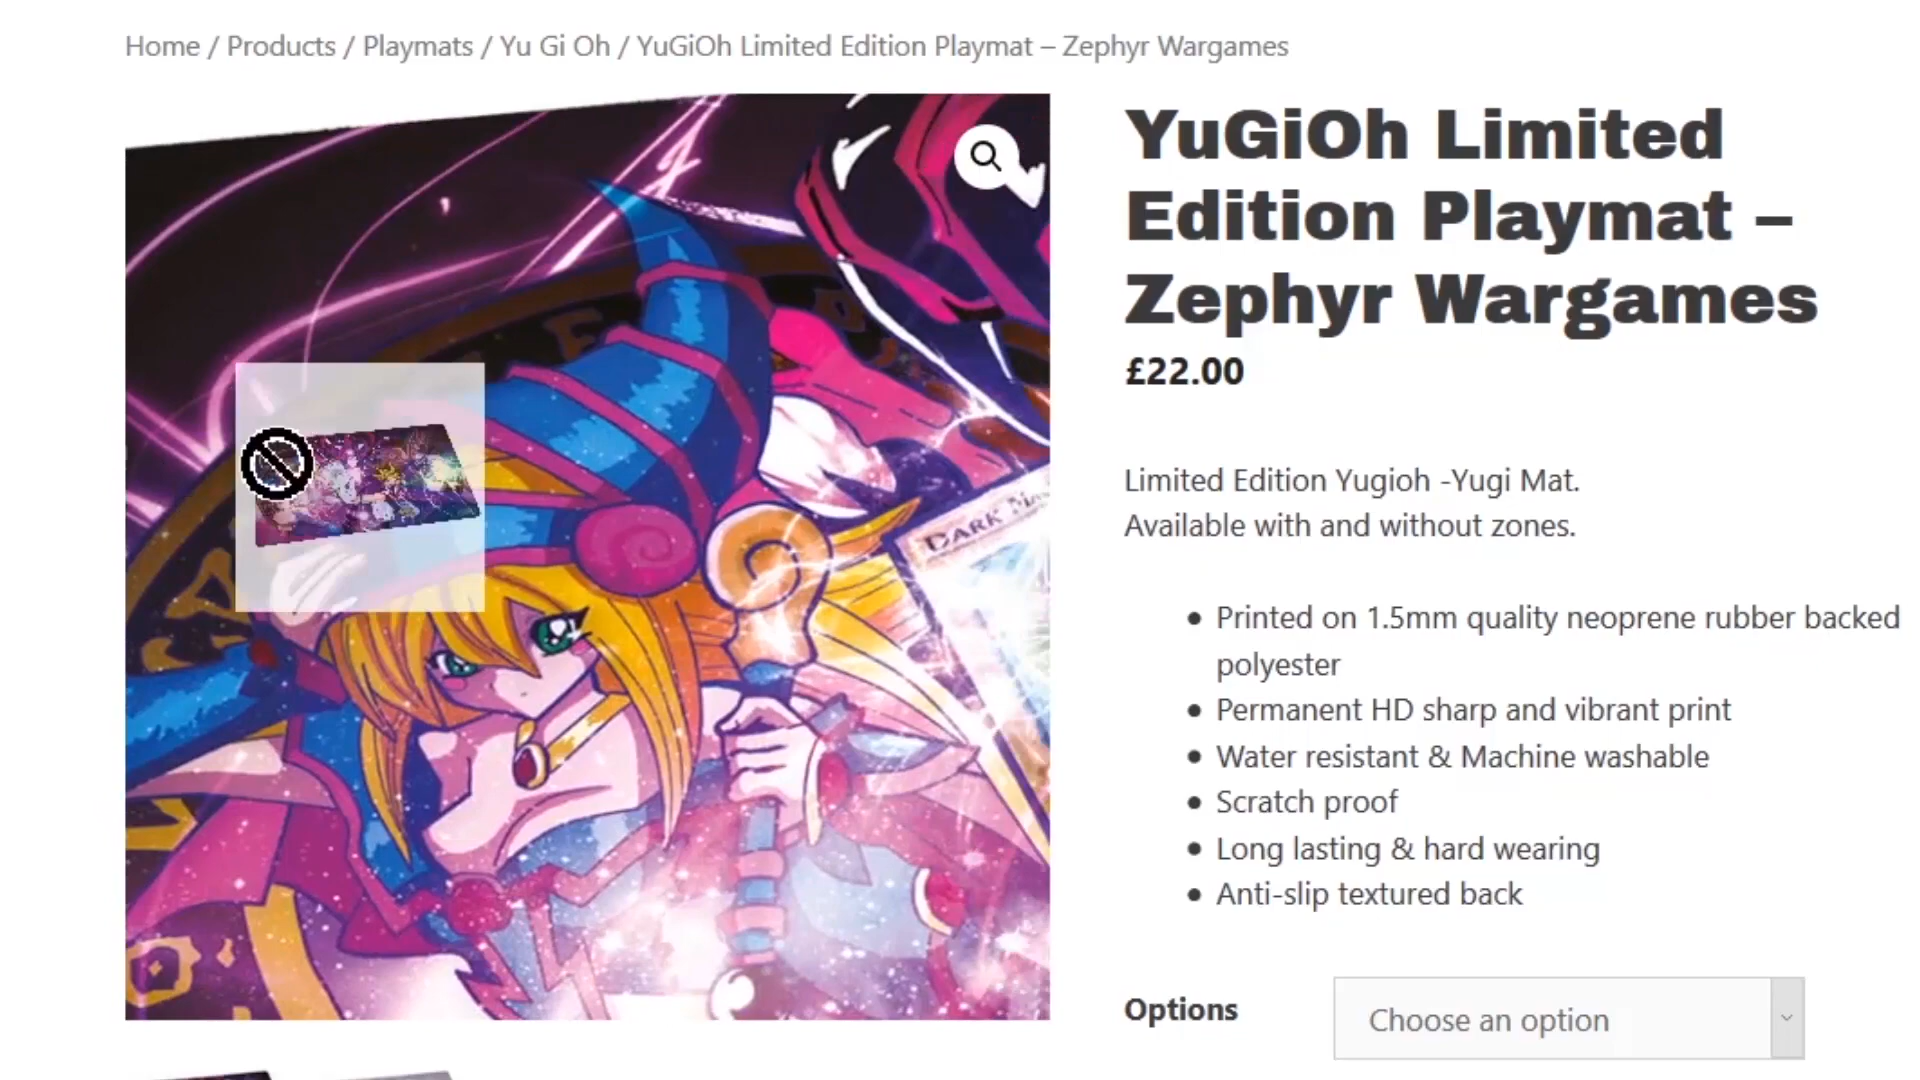 Home / Products / Playmats / Yu Gi Oh / YuGiOh Limited Edition Playmat – Zephyr Wargames
YuGiOh Limited
Edition Playmat –
Zephyr Wargames
£22.00
Limited Edition Yugioh -Yugi Mat.
Available with and without zones.
• Printed on 1.5mm quality neoprene rubber backed
polyester
• Permanent HD sharp and vibrant print
• Water resistant & Machine washable
• Scratch proof
• Long lasting & hard wearing
• Anti-slip textured back
Options
Choose an option
DARK